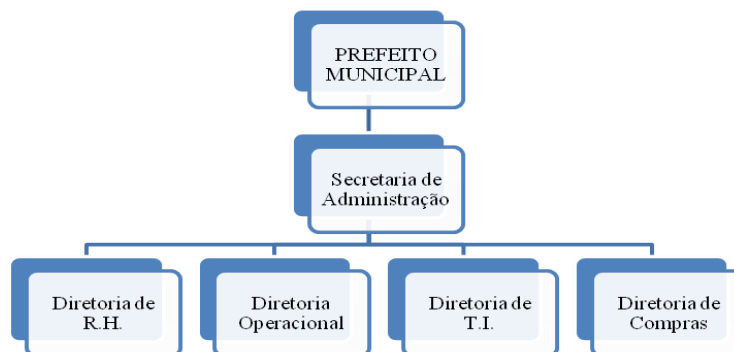 PREFEITO
MUNICIPAL
Secretaria de
Administração
Diretoria de
R.H.
Diretoria
Operacional
Diretoria de
T.I.
Diretoria de
Compras